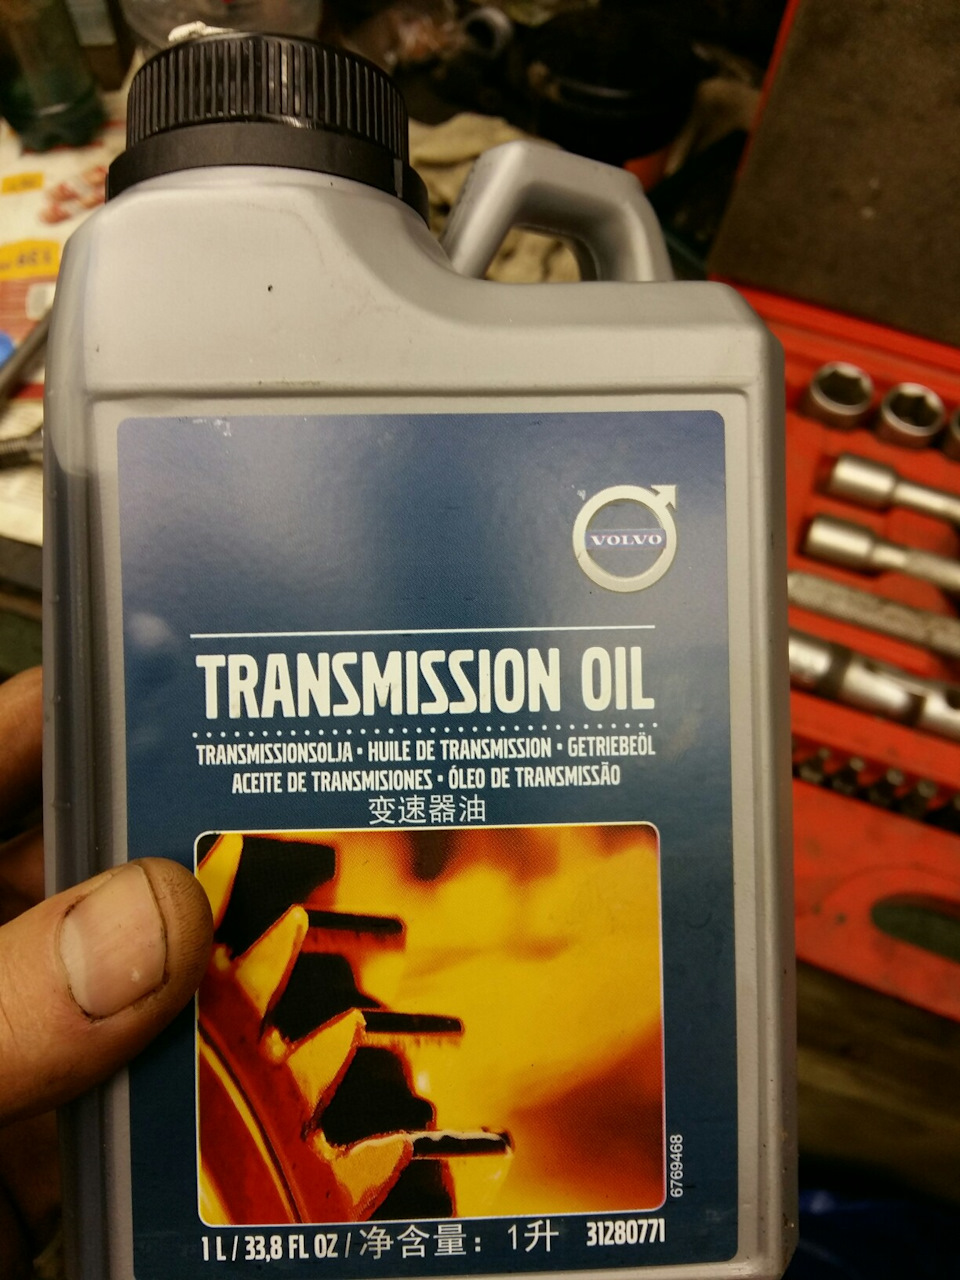 VOLVO
TRANSMISSION OIL
TRANSMISSIONSOLJA • HUILE DE TRANSMISSION • GETRIEBEÖL
ACEITE DE TRANSMISIONES • ÓLEO DE TRANSMISSÃO
变速器油
6769468
1 L / 33,8 FL OZ / 净含量：1升 31280771